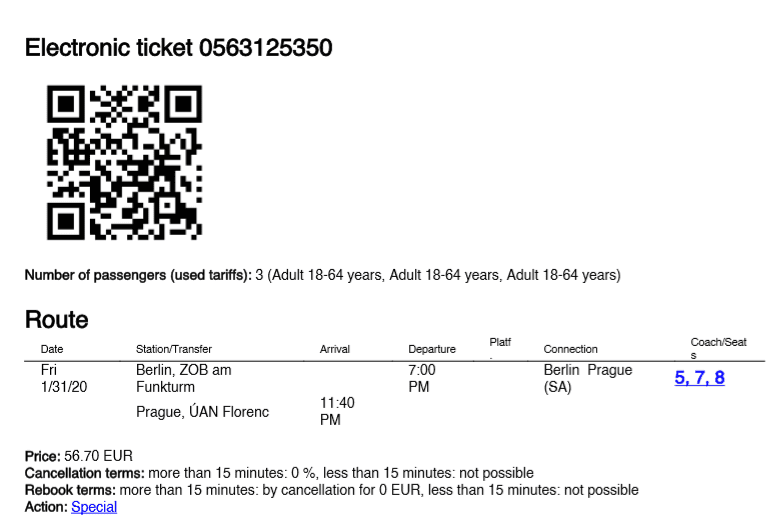 Electronic ticket 0563125350
Number of passengers (used tariffs): 3 (Adult 18-64 years, Adult 18-64 years, Adult 18-64 years)
Route
Date Station/Transfer Arrival Departure Platf. Connection Coach/Seats
Fri 1/31/20 Berlin, ZOB am Funkturm 7:00 PM Berlin Prague (SA) 5, 7, 8
Prague, ÚAN Florenc 11:40 PM
Price: 56.70 EUR
Cancellation terms: more than 15 minutes: 0 %, less than 15 minutes: not possible
Rebook terms: more than 15 minutes: by cancellation for 0 EUR, less than 15 minutes: not possible
Action: Special